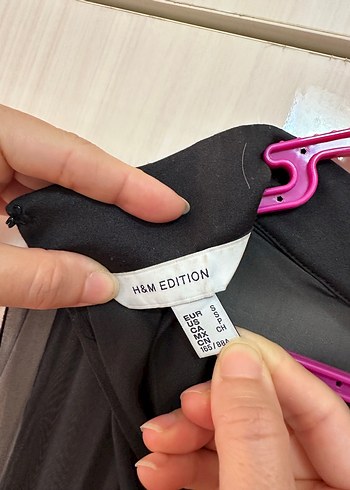 H&M EDITION
EUR S
US S
CA P
MX CH
CN 165/88A